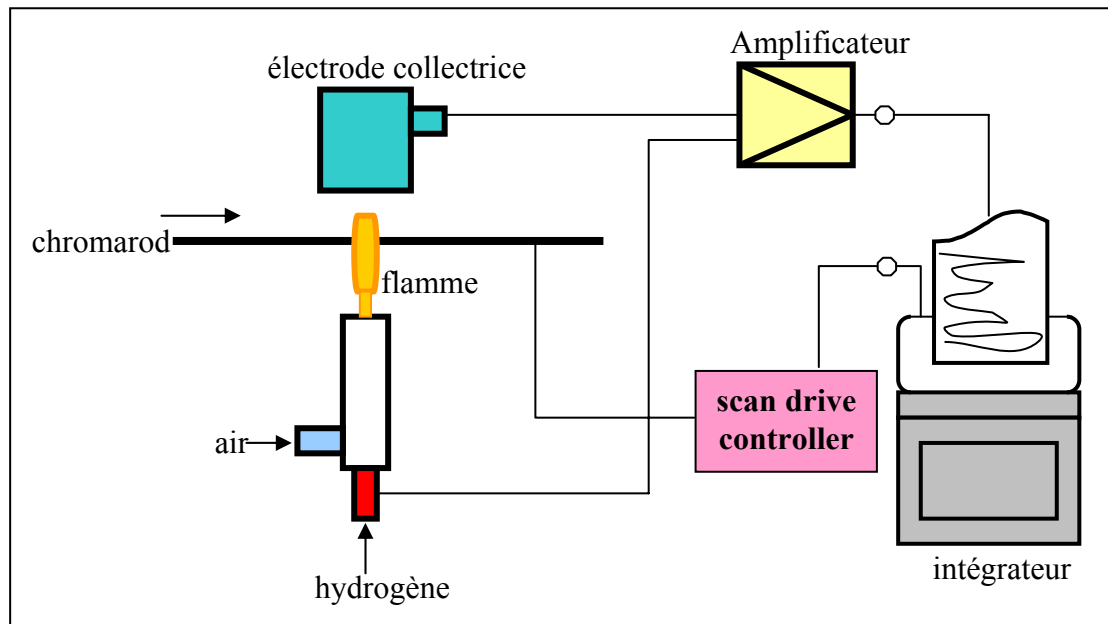 Amplificateur
électrode collectrice
chromarod
flamme
scan drive
controller
air
intégrateur
hydrogène